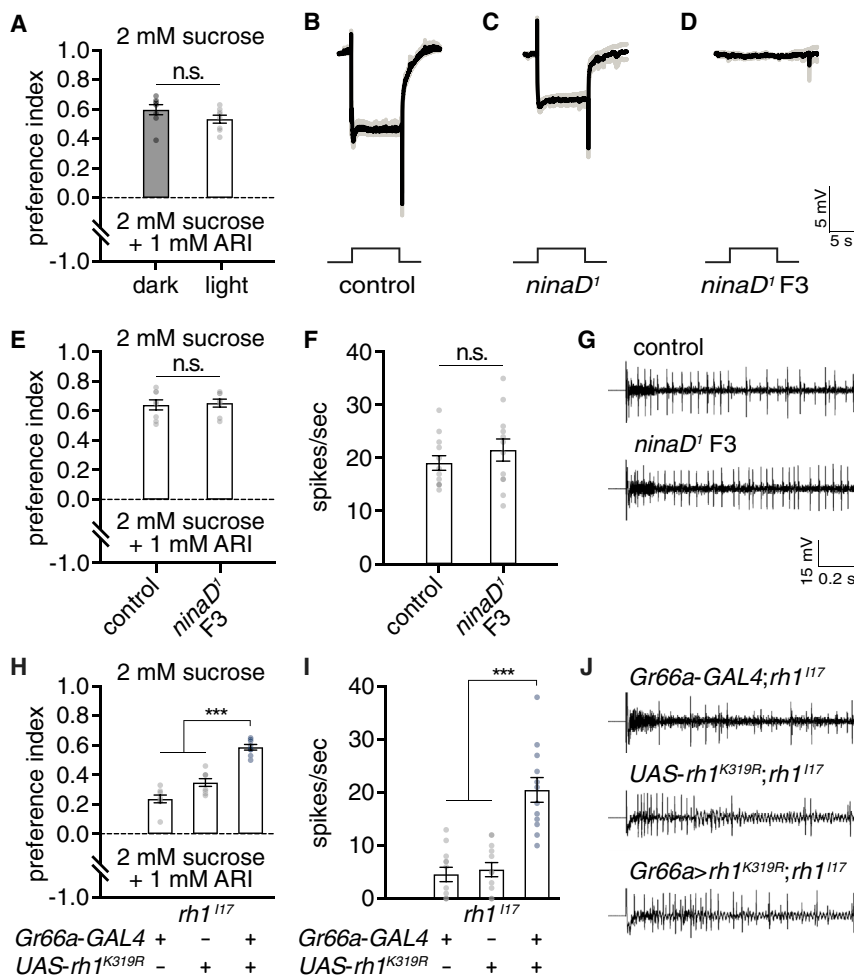 A
2 mM sucrose
n.s.
preference index
1.0
0.8
0.6
0.4
0.2
0.0
-1.0
2 mM sucrose
+ 1 mM ARI
dark light
B
control
C
ninaD¹
D
ninaD¹ F3
5 mV
5 s
E
2 mM sucrose
n.s.
preference index
1.0
0.8
0.6
0.4
0.2
0.0
-1.0
2 mM sucrose
+ 1 mM ARI
control
ninaD¹
F3
F
n.s.
spikes/sec
40
30
20
10
0
control
ninaD¹
F3
G
control
ninaD¹ F3
15 mV
0.2 s
H
2 mM sucrose
***
preference index
1.0
0.8
0.6
0.4
0.2
0.0
-1.0
2 mM sucrose
+ 1 mM ARI
rh1ᴵ¹⁷
Gr66a-GAL4 + – +
UAS-rh1ᴷ³¹⁹ᴿ – + +
I
***
spikes/sec
40
30
20
10
0
rh1ᴵ¹⁷
Gr66a-GAL4 + – +
UAS-rh1ᴷ³¹⁹ᴿ – + +
J
Gr66a-GAL4;rh1ᴵ¹⁷
UAS-rh1ᴷ³¹⁹ᴿ;rh1ᴵ¹⁷
Gr66a>rh1ᴷ³¹⁹ᴿ;rh1ᴵ¹⁷